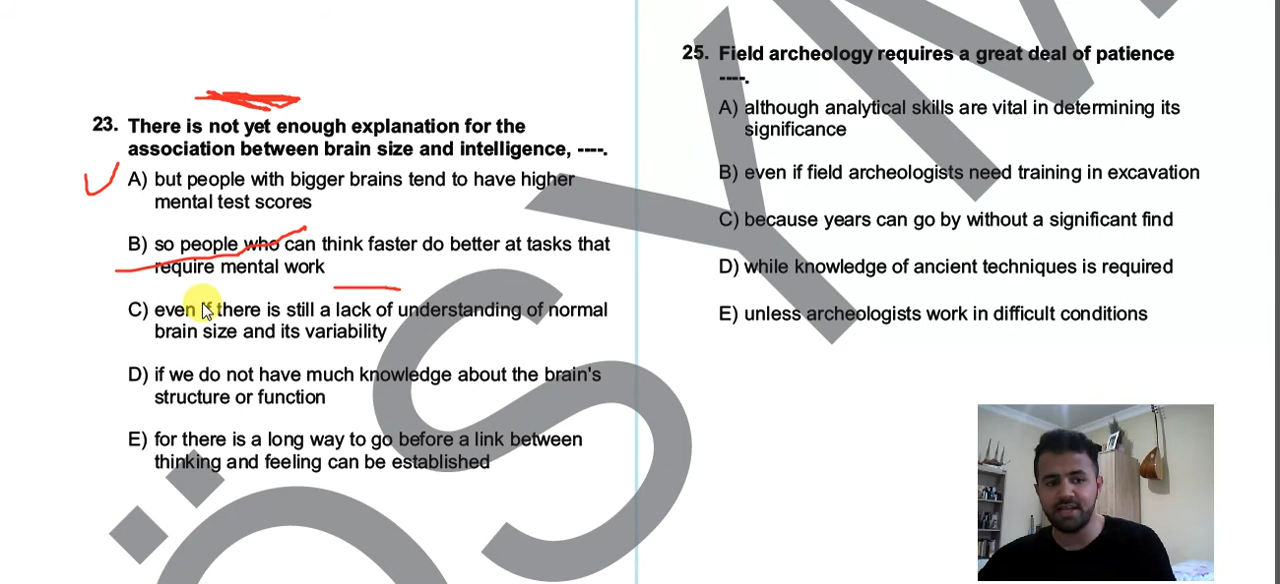 23. There is not yet enough explanation for the
association between brain size and intelligence, ----.
A) but people with bigger brains tend to have higher
mental test scores
B) so people who can think faster do better at tasks that
require mental work
C) even if there is still a lack of understanding of normal
brain size and its variability
D) if we do not have much knowledge about the brain's
structure or function
E) for there is a long way to go before a link between
thinking and feeling can be established
25. Field archeology requires a great deal of patience
----.
A) although analytical skills are vital in determining its
significance
B) even if field archeologists need training in excavation
C) because years can go by without a significant find
D) while knowledge of ancient techniques is required
E) unless archeologists work in difficult conditions
ÖSYM